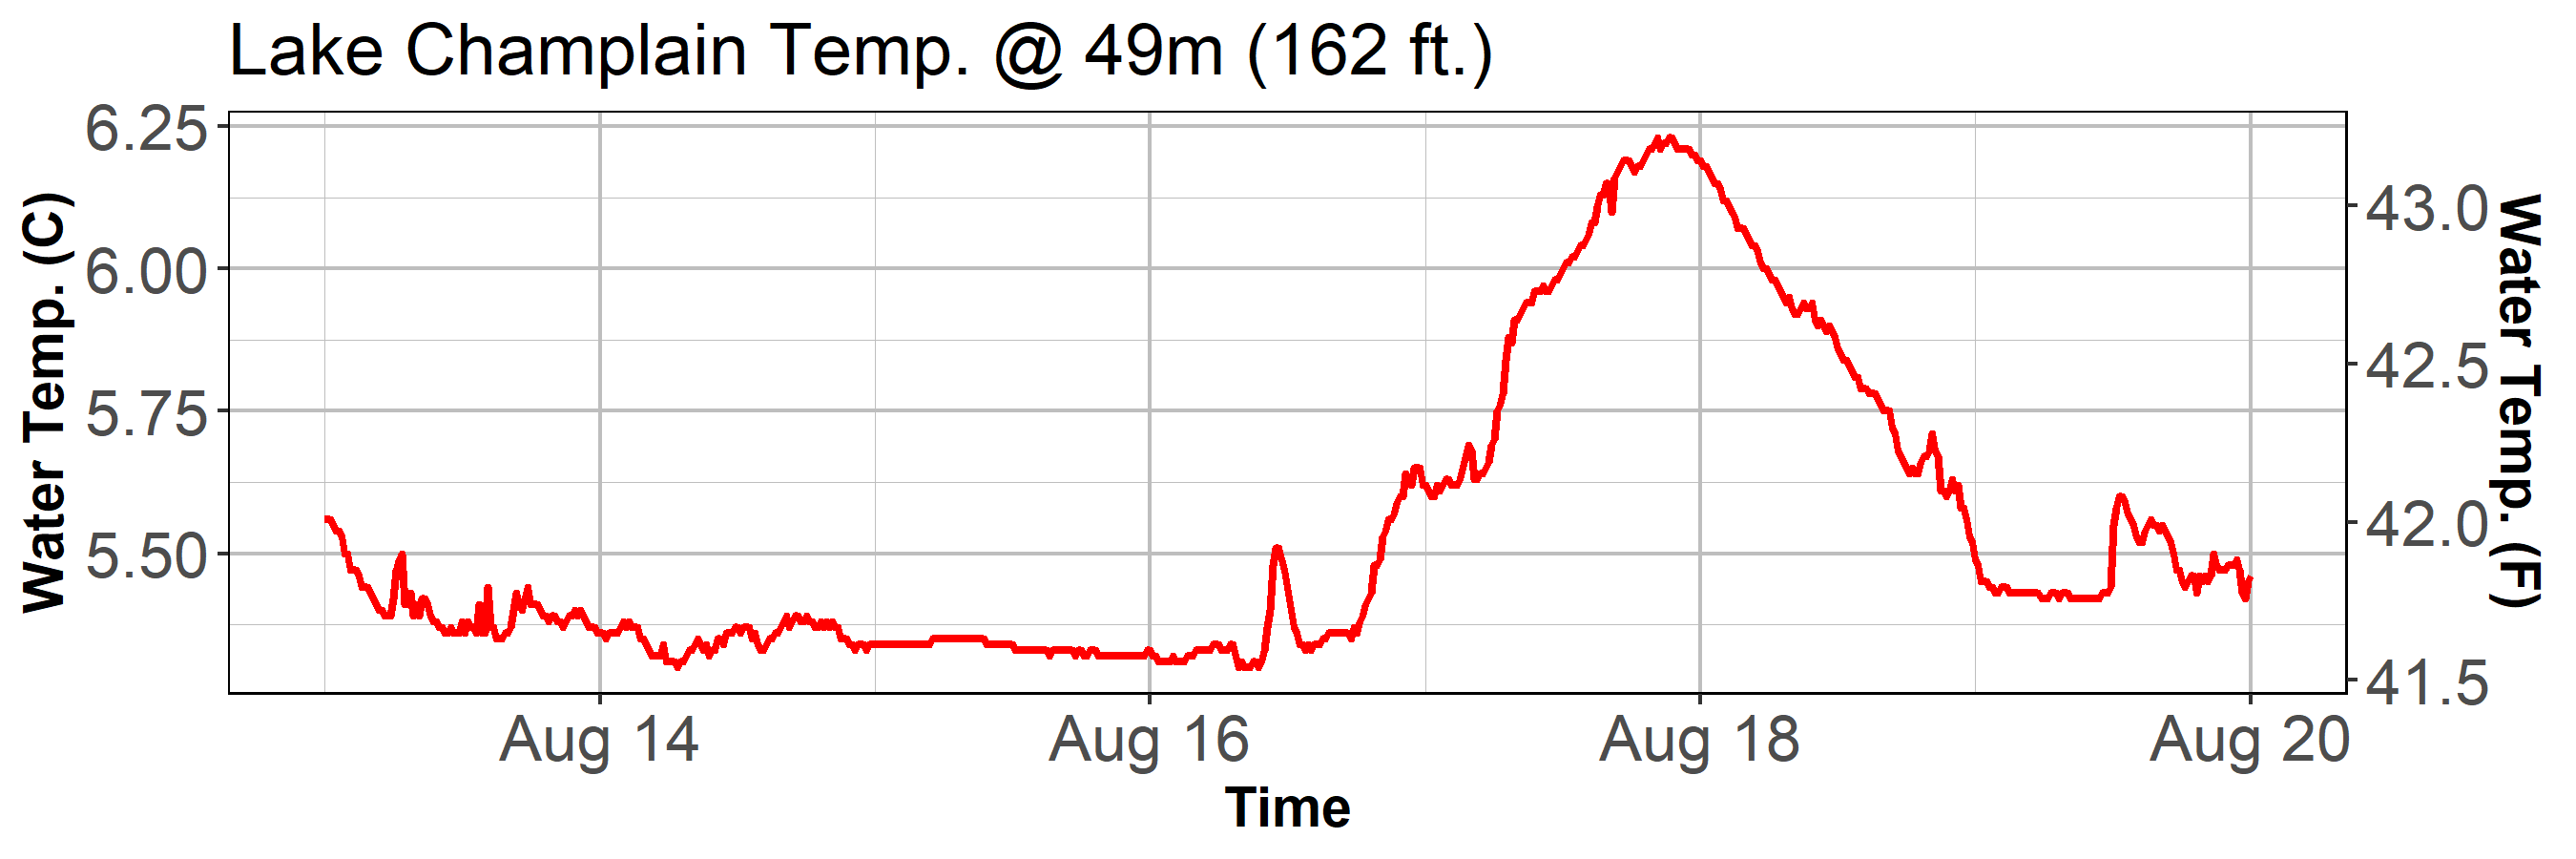 Lake Champlain Temp. @ 49m (162 ft.)
Water Temp. (C)
6.25
6.00
5.75
5.50
43.0
42.5
42.0
41.5
Water Temp. (F)
Aug 14 Aug 16 Aug 18 Aug 20
Time